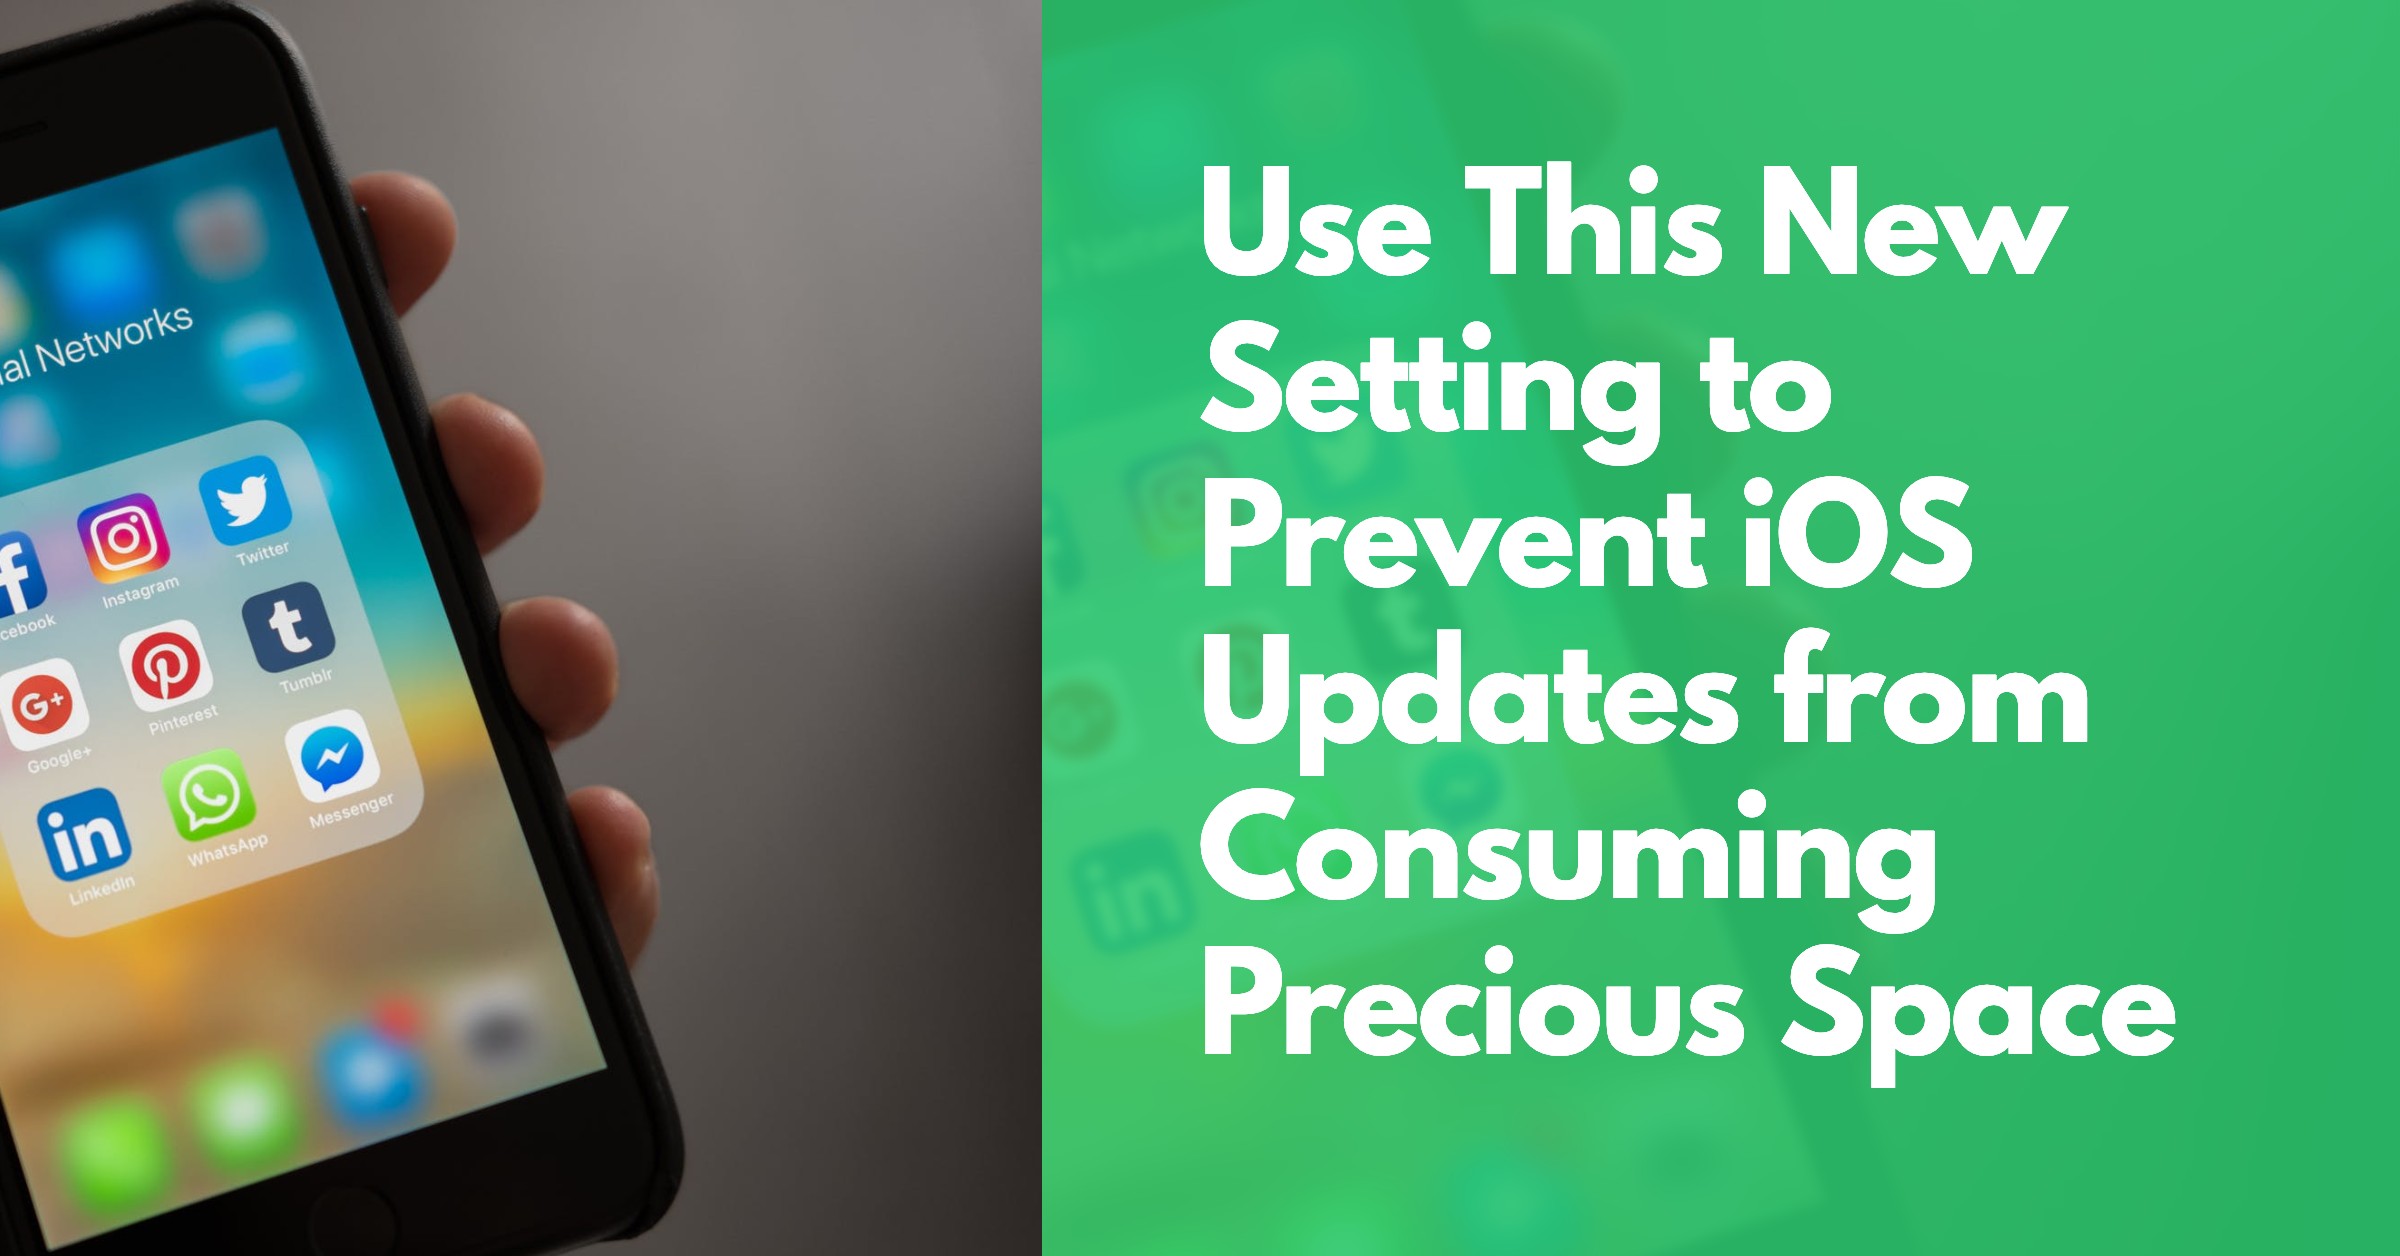 al Networks
Twitter
Instagram
cebook
Tumblr
Pinterest
Google+
Messenger
WhatsApp
LinkedIn
Use This New
Setting to
Prevent iOS
Updates from
Consuming
Precious Space